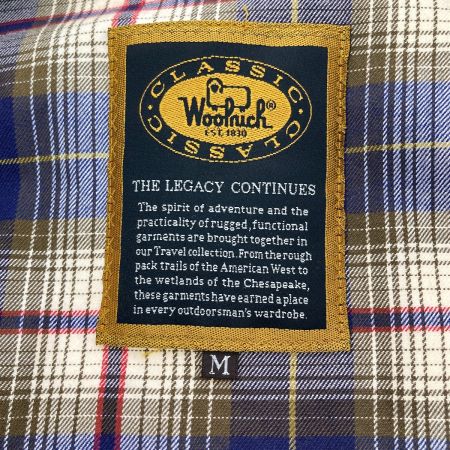 CLASSIC
Woolrich®
EST. 1830
CLASSIC
THE LEGACY CONTINUES
The spirit of adventure and the
practicality of rugged, functional
garments are brought together in
our Travel collection. From the rough
pack trails of the American West to
the wetlands of the Chesapeake,
these garments have earned a place
in every outdoorsman's wardrobe.
M